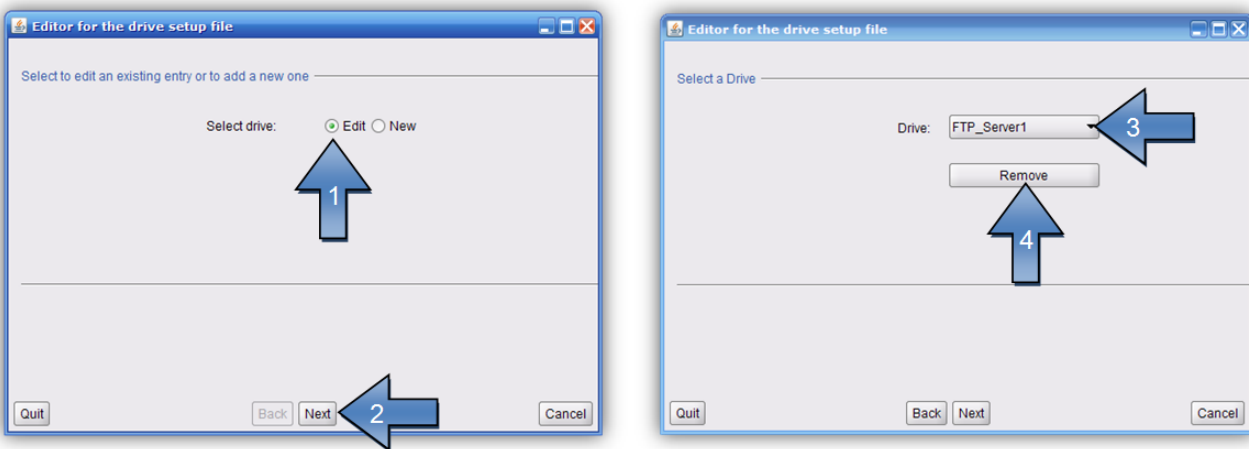 Editor for the drive setup file
Select to edit an existing entry or to add a new one
Select drive: Edit New
1
Quit Back Next 2 Cancel
Editor for the drive setup file
Select a Drive
Drive: FTP_Server1 3
Remove
4
Quit Back Next Cancel